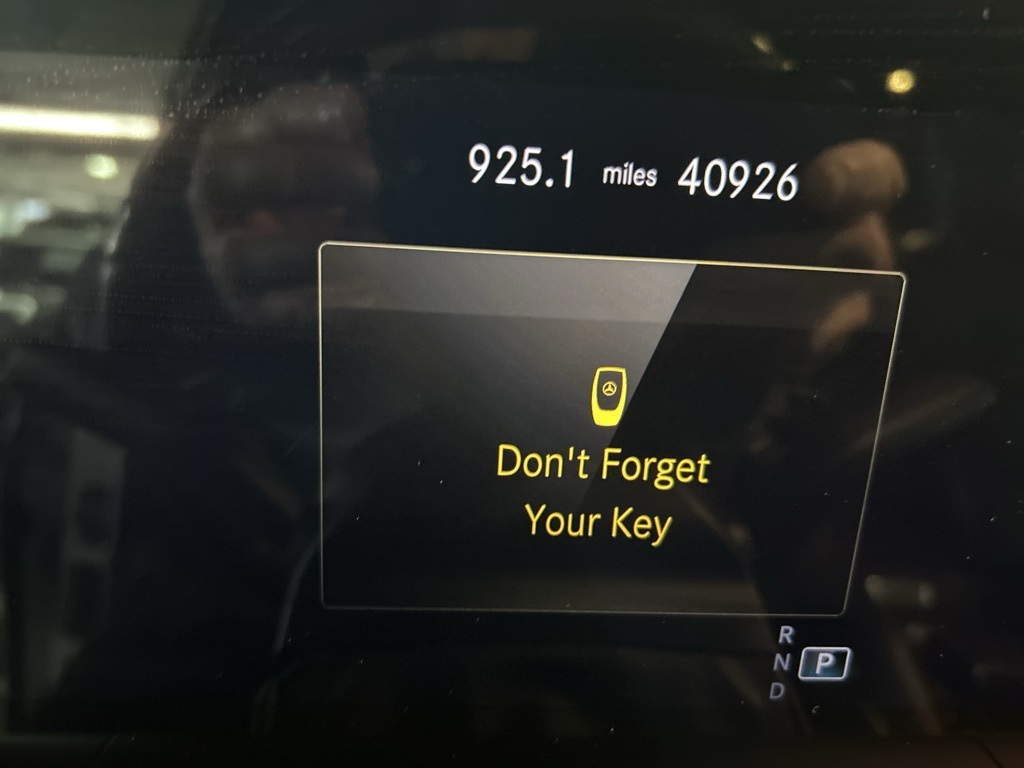 925.1 miles 40926
Don't Forget
Your Key
R
N P
D